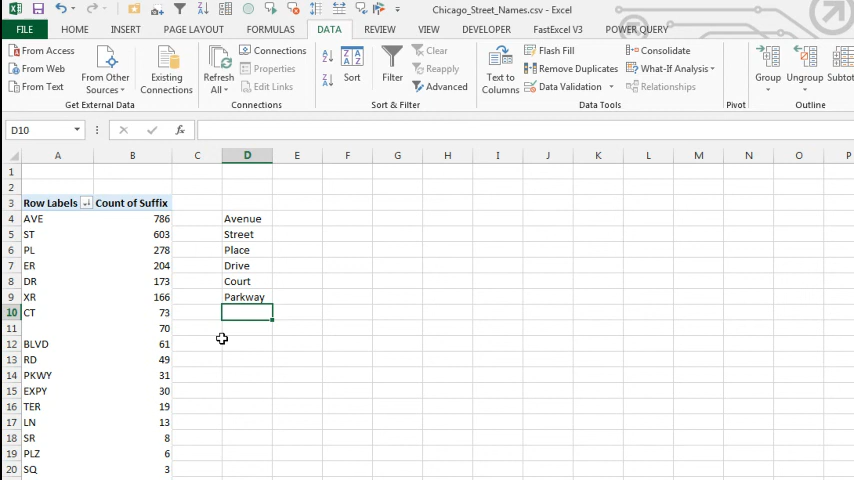 Chicago_Street_Names.csv - Excel
FILE HOME INSERT PAGE LAYOUT FORMULAS DATA REVIEW VIEW DEVELOPER FastExcel V3 POWER QUERY
From Access
From Web
From Text
From Other Sources
Existing Connections
Get External Data
Refresh All
Connections
Properties
Edit Links
Connections
Sort
Filter
Clear
Reapply
Advanced
Sort & Filter
Text to Columns
Flash Fill
Remove Duplicates
Data Validation
Consolidate
What-If Analysis
Relationships
Data Tools
Pivot
Group
Ungroup
Subtot
Outline
D10 fx
A B C D E F G H I J K L M N O P
1
2
3 Row Labels Count of Suffix
4 AVE 786 Avenue
5 ST 603 Street
6 PL 278 Place
7 ER 204 Drive
8 DR 173 Court
9 XR 166 Parkway
10 CT 73
11 70
12 BLVD 61
13 RD 49
14 PKWY 31
15 EXPY 30
16 TER 19
17 LN 13
18 SR 8
19 PLZ 6
20 SQ 3